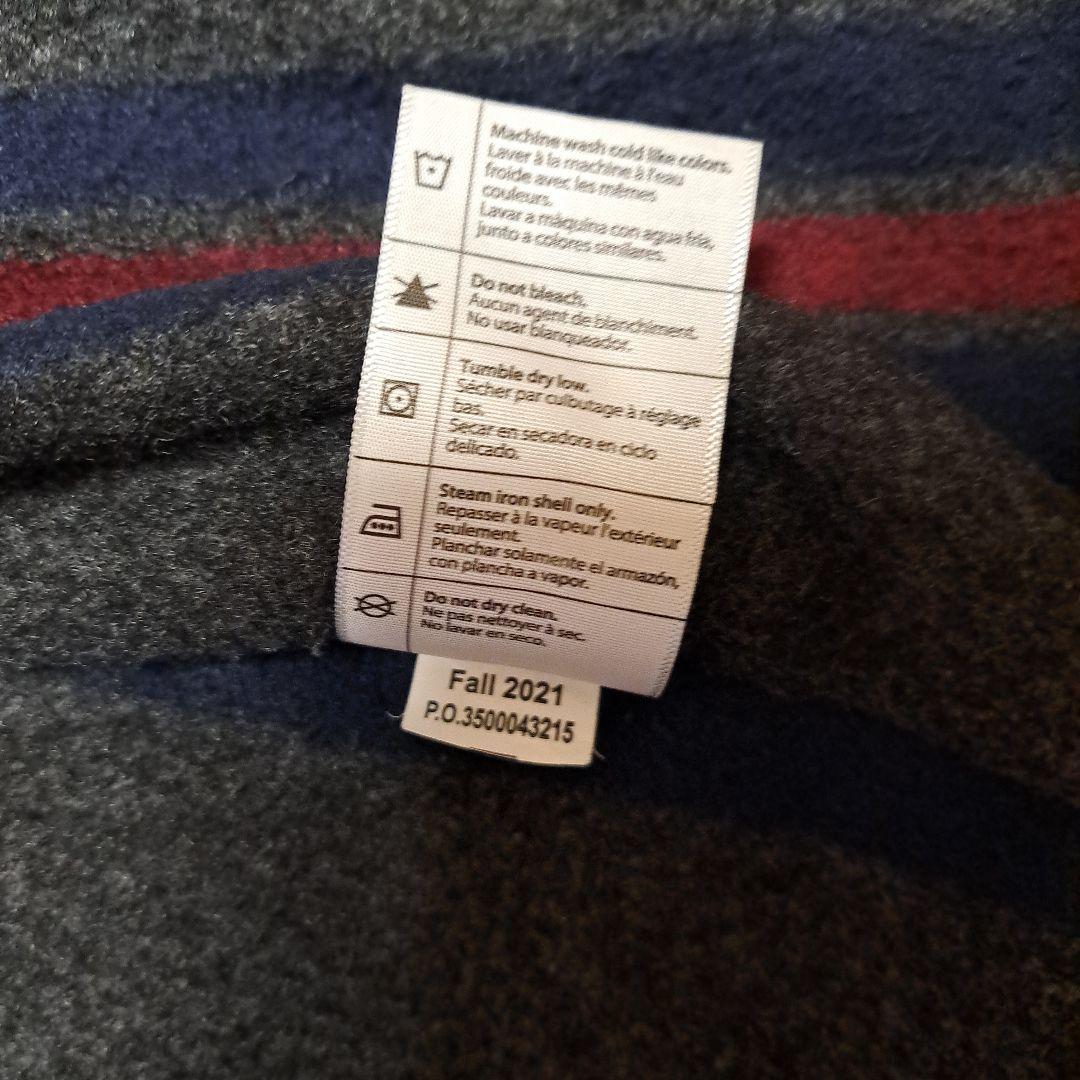 Machine wash cold like colors.
Laver à la machine à l'eau
froide avec les mêmes
couleurs.
Lavar a màquina con agua fría,
junto a colores similares.
Do not bleach.
Aucun agent de blanchiment.
No usar blanqueador.
Tumble dry low.
Sécher par culbutage à réglage
bas.
Secar en secadora en ciclo
delicado.
Steam iron shell only.
Repasser à la vapeur l'extérieur
seulement.
Planchar solamente el armazón,
con plancha a vapor.
Do not dry clean.
Ne pas nettoyer à sec.
No lavar en seco.
Fall 2021
P.O.3500043215